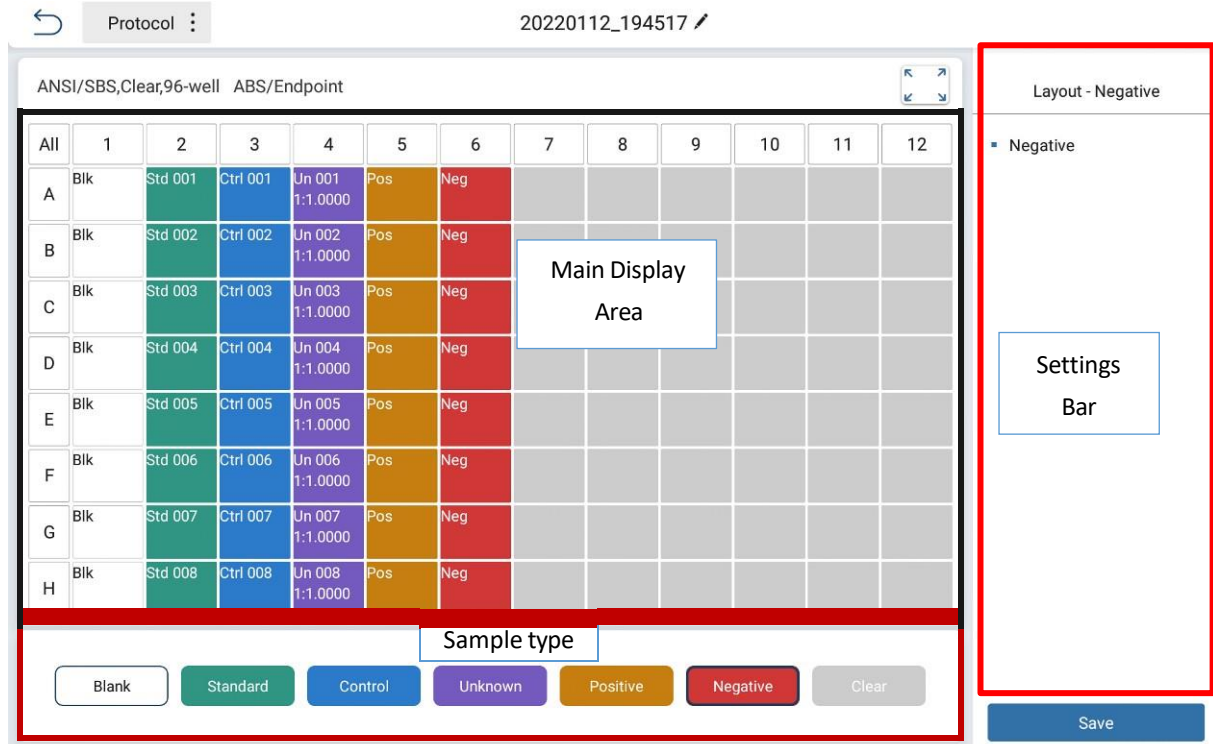 Protocol
20220112_194517
ANSI/SBS,Clear,96-well ABS/Endpoint
Layout - Negative
All 1 2 3 4 5 6 7 8 9 10 11 12
Negative
A Blk Std 001 Ctrl 001 Un 001 Pos Neg
1:1.0000
B Blk Std 002 Ctrl 002 Un 002 Pos Neg
1:1.0000
Main Display
Area
C Blk Std 003 Ctrl 003 Un 003 Pos Neg
1:1.0000
D Blk Std 004 Ctrl 004 Un 004 Pos Neg
1:1.0000
Settings
Bar
E Blk Std 005 Ctrl 005 Un 005 Pos Neg
1:1.0000
F Blk Std 006 Ctrl 006 Un 006 Pos Neg
1:1.0000
G Blk Std 007 Ctrl 007 Un 007 Pos Neg
1:1.0000
H Blk Std 008 Ctrl 008 Un 008 Pos Neg
1:1.0000
Sample type
Blank Standard Control Unknown Positive Negative Clear
Save